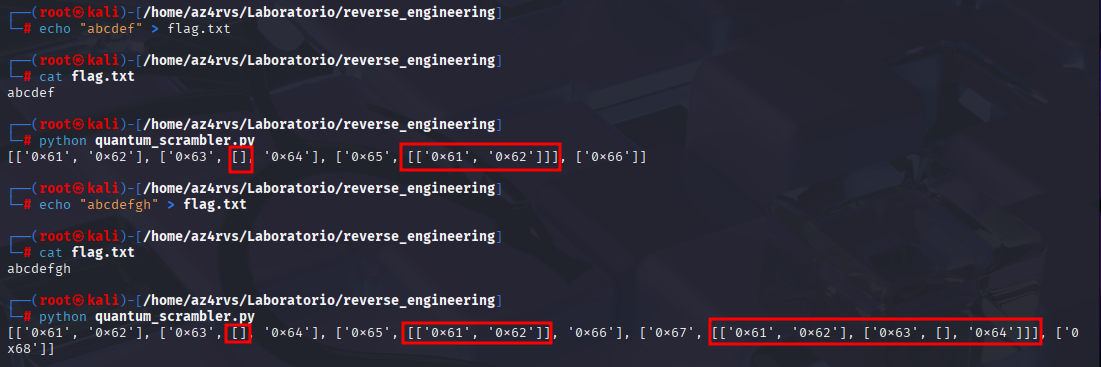 ┌──(root㉿kali)-[/home/az4rvs/Laboratorio/reverse_engineering]
└─# echo "abcdef" > flag.txt
┌──(root㉿kali)-[/home/az4rvs/Laboratorio/reverse_engineering]
└─# cat flag.txt
abcdef
┌──(root㉿kali)-[/home/az4rvs/Laboratorio/reverse_engineering]
└─# python quantum_scrambler.py
[['0×61', '0×62'], ['0×63', [], '0×64'], ['0×65', [['0×61', '0×62']]], ['0×66']]
┌──(root㉿kali)-[/home/az4rvs/Laboratorio/reverse_engineering]
└─# echo "abcdefgh" > flag.txt
┌──(root㉿kali)-[/home/az4rvs/Laboratorio/reverse_engineering]
└─# cat flag.txt
abcdefgh
┌──(root㉿kali)-[/home/az4rvs/Laboratorio/reverse_engineering]
└─# python quantum_scrambler.py
[['0×61', '0×62'], ['0×63', [], '0×64'], ['0×65', [['0×61', '0×62']], '0×66'], ['0×67', [['0×61', '0×62'], ['0×63', [], '0×64']]], ['0
x68']]